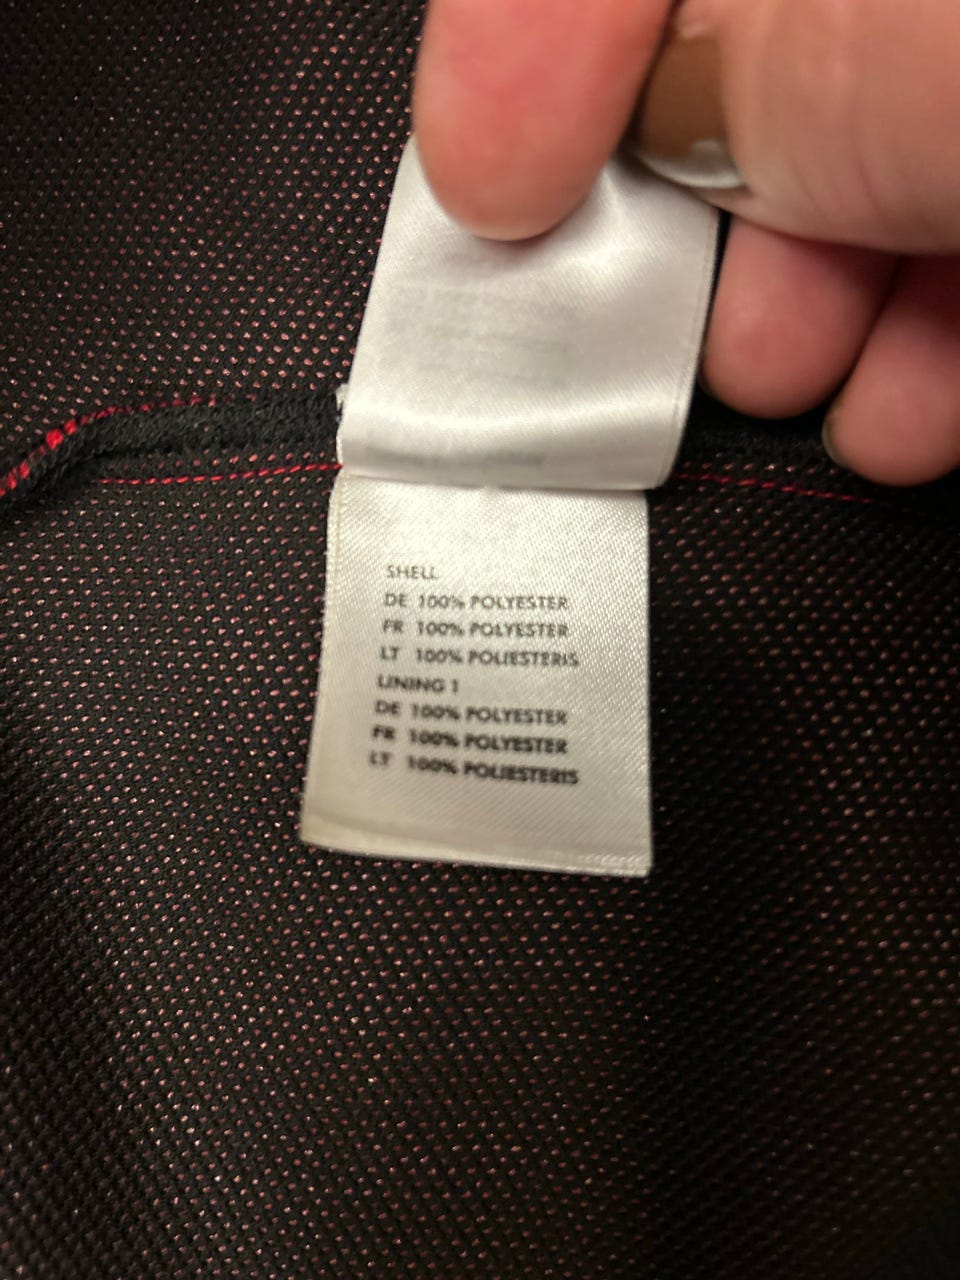 SHELL
DE 100% POLYESTER
FR 100% POLYESTER
LT 100% POLIESTERIS
LINING 1
DE 100% POLYESTER
FR 100% POLYESTER
LT 100% POLIESTERIS